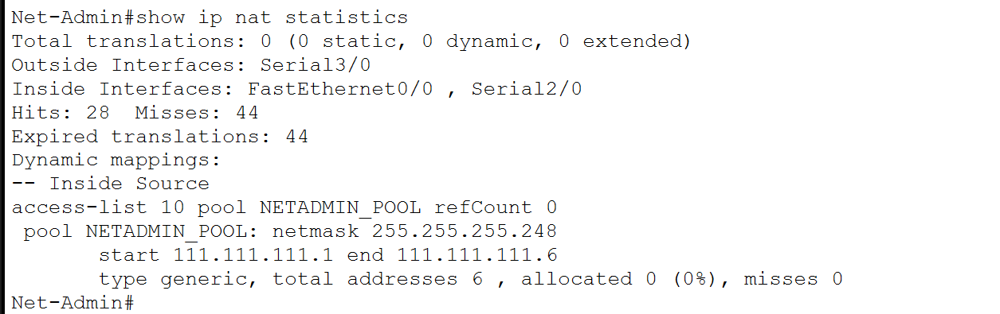 Net-Admin#show ip nat statistics
Total translations: 0 (0 static, 0 dynamic, 0 extended)
Outside Interfaces: Serial3/0
Inside Interfaces: FastEthernet0/0 , Serial2/0
Hits: 28  Misses: 44
Expired translations: 44
Dynamic mappings:
-- Inside Source
access-list 10 pool NETADMIN_POOL refCount 0
 pool NETADMIN_POOL: netmask 255.255.255.248
       start 111.111.111.1 end 111.111.111.6
       type generic, total addresses 6 , allocated 0 (0%), misses 0
Net-Admin#